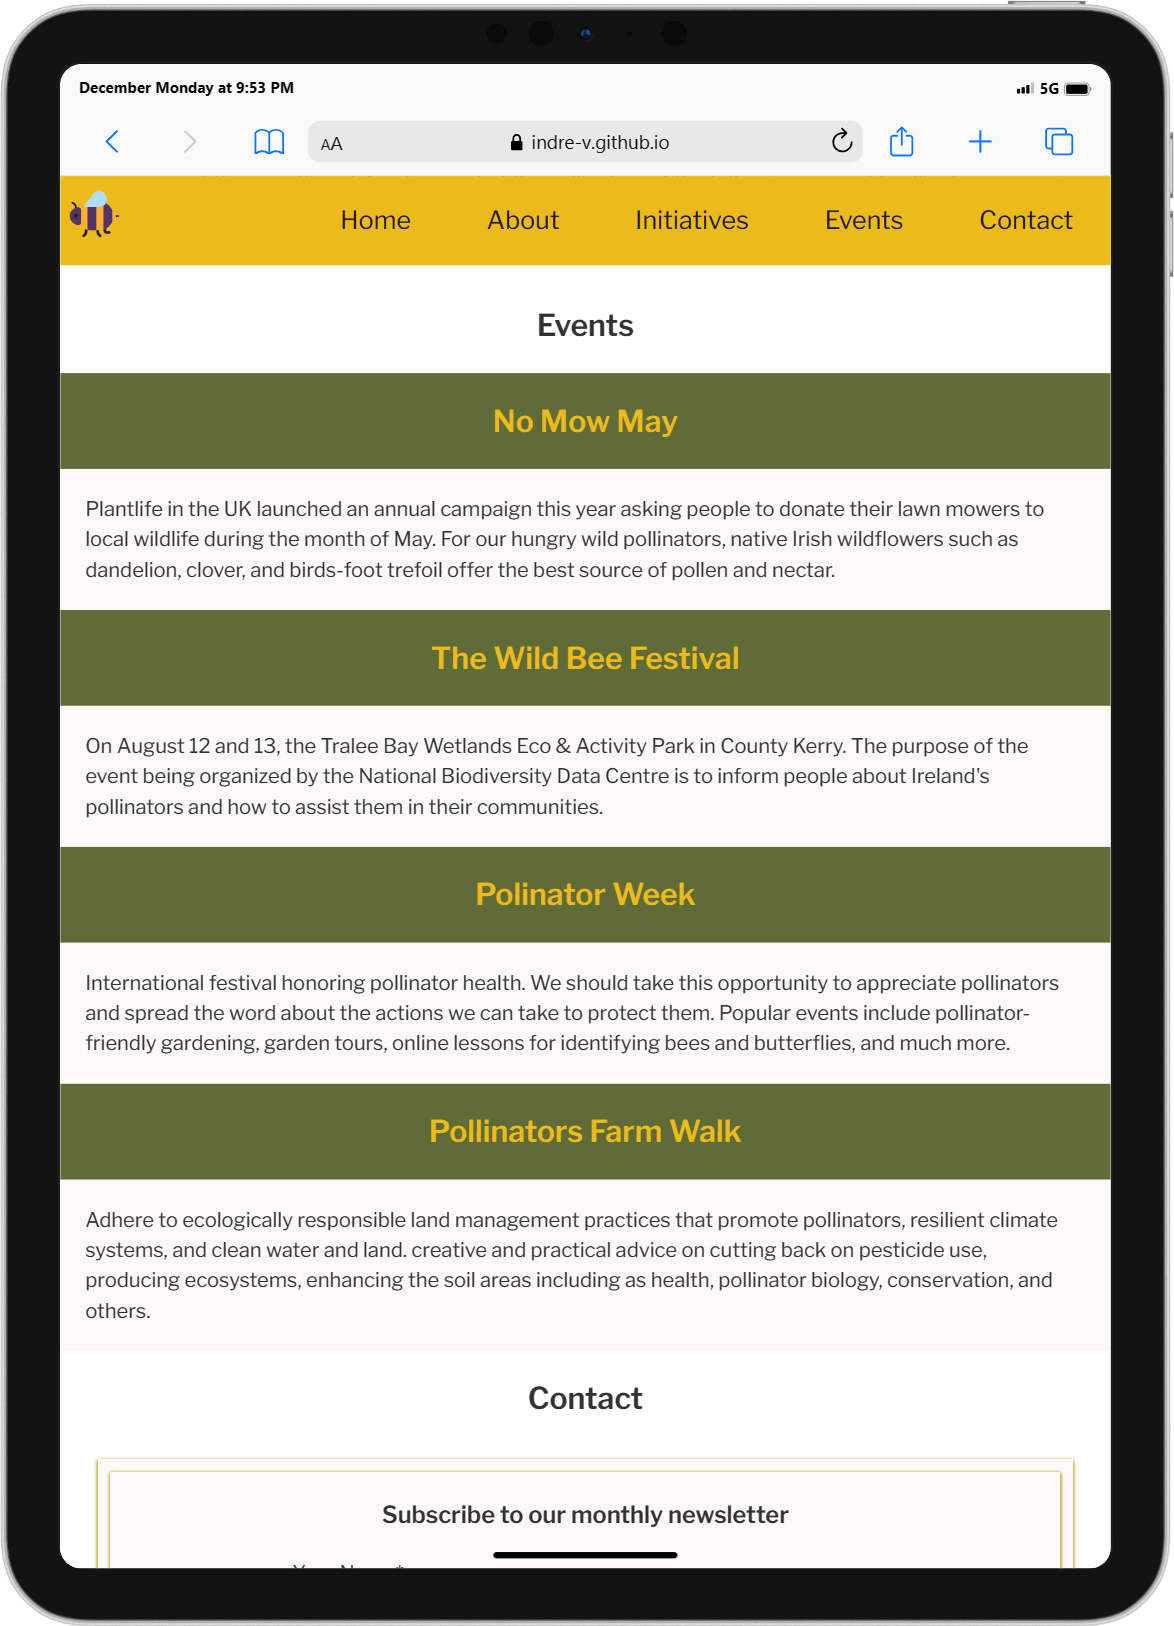 December Monday at 9:53 PM
5G
AA
indre-v.github.io
Home About Initiatives Events Contact
Events
No Mow May
Plantlife in the UK launched an annual campaign this year asking people to donate their lawn mowers to
local wildlife during the month of May. For our hungry wild pollinators, native Irish wildflowers such as
dandelion, clover, and birds-foot trefoil offer the best source of pollen and nectar.
The Wild Bee Festival
On August 12 and 13, the Tralee Bay Wetlands Eco & Activity Park in County Kerry. The purpose of the
event being organized by the National Biodiversity Data Centre is to inform people about Ireland's
pollinators and how to assist them in their communities.
Polinator Week
International festival honoring pollinator health. We should take this opportunity to appreciate pollinators
and spread the word about the actions we can take to protect them. Popular events include pollinator-
friendly gardening, garden tours, online lessons for identifying bees and butterflies, and much more.
Pollinators Farm Walk
Adhere to ecologically responsible land management practices that promote pollinators, resilient climate
systems, and clean water and land. creative and practical advice on cutting back on pesticide use,
producing ecosystems, enhancing the soil areas including as health, pollinator biology, conservation, and
others.
Contact
Subscribe to our monthly newsletter